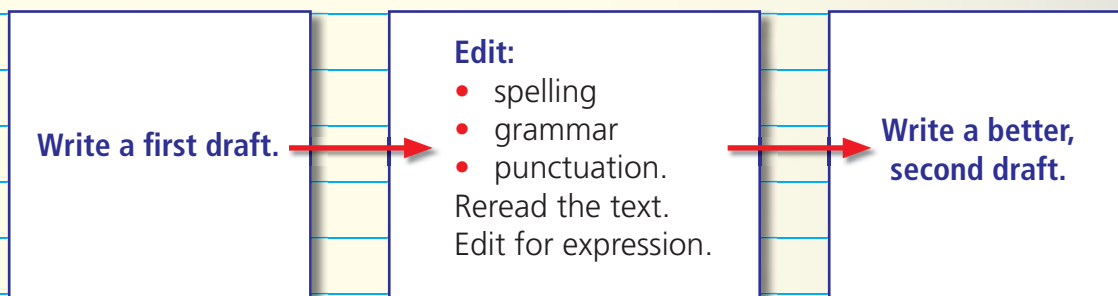 Write a first draft.
Edit:
• spelling
• grammar
• punctuation.
Reread the text.
Edit for expression.
Write a better,
second draft.